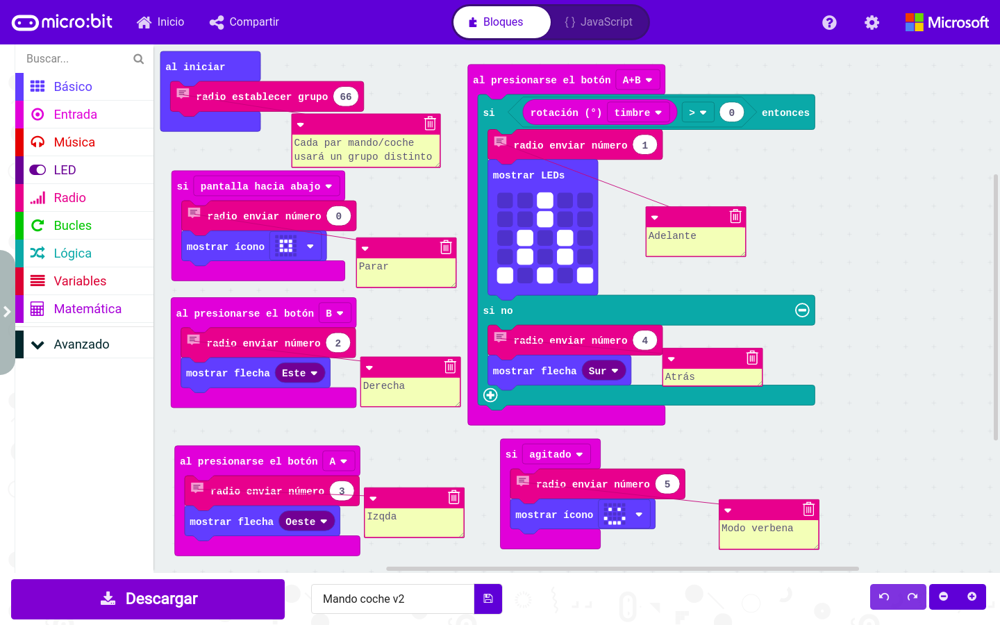 micro:bit
Inicio
Compartir
Bloques
{ } JavaScript
?
Microsoft
Buscar...
Básico
Entrada
Música
LED
Radio
Bucles
Lógica
Variables
Matemática
Avanzado
al iniciar
radio establecer grupo 66
Cada par mando/coche
usará un grupo distinto
si pantalla hacia abajo
radio enviar número 0
mostrar ícono
Parar
al presionarse el botón B
radio enviar número 2
mostrar flecha Este
Derecha
al presionarse el botón A
radio enviar número 3
mostrar flecha Oeste
Izqda
al presionarse el botón A+B
si rotación (°) timbre > 0 entonces
radio enviar número 1
mostrar LEDs
Adelante
si no
radio enviar número 4
mostrar flecha Sur
Atrás
si agitado
radio enviar número 5
mostrar ícono
Modo verbena
Descargar
Mando coche v2